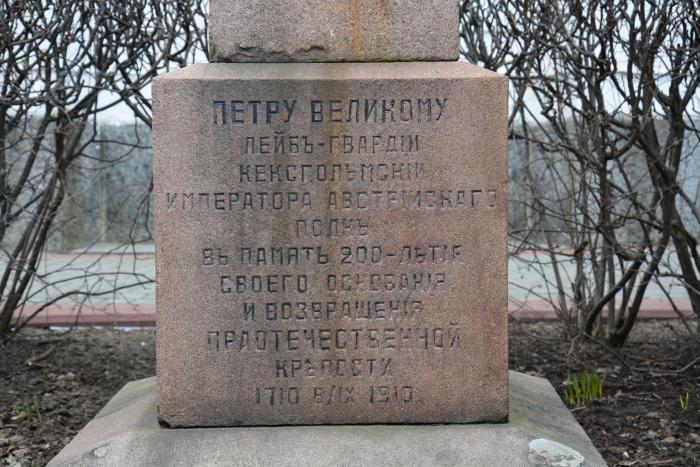 ПЕТРУ ВЕЛИКОМУ
ЛЕЙБЪ-ГВАРДІИ
КЕКСГОЛЬМСКІЙ
ИМПЕРАТОРА АВСТРІЙСКАГО
ПОЛКЪ
ВЪ ПАМЯТЬ 200-ЛѢТІЯ
СВОЕГО ОСНОВАНІЯ
И ВОЗВРАЩЕНІЯ
ПРАОТЕЧЕСТВЕННОЙ
КРѢПОСТИ
1710 8/IX 1910